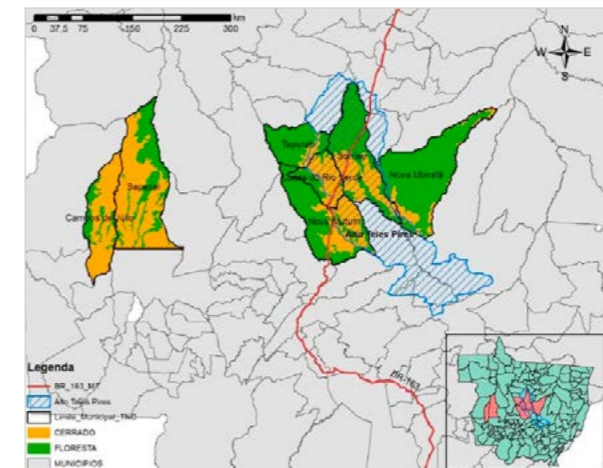 0 37,5 75 150 225 300
km
N
W E
S
Tapurah
Sorriso
Nova Ubiratã
Lucas do Rio Verde
Sapezal
Campos de Júlio
Nova Mutum
Alto Teles Pires
BR-163
Legenda
BR_163_MT
Alto Teles Pires
Limite_Municipal_TNC
CERRADO
FLORESTA
MUNICIPIOS